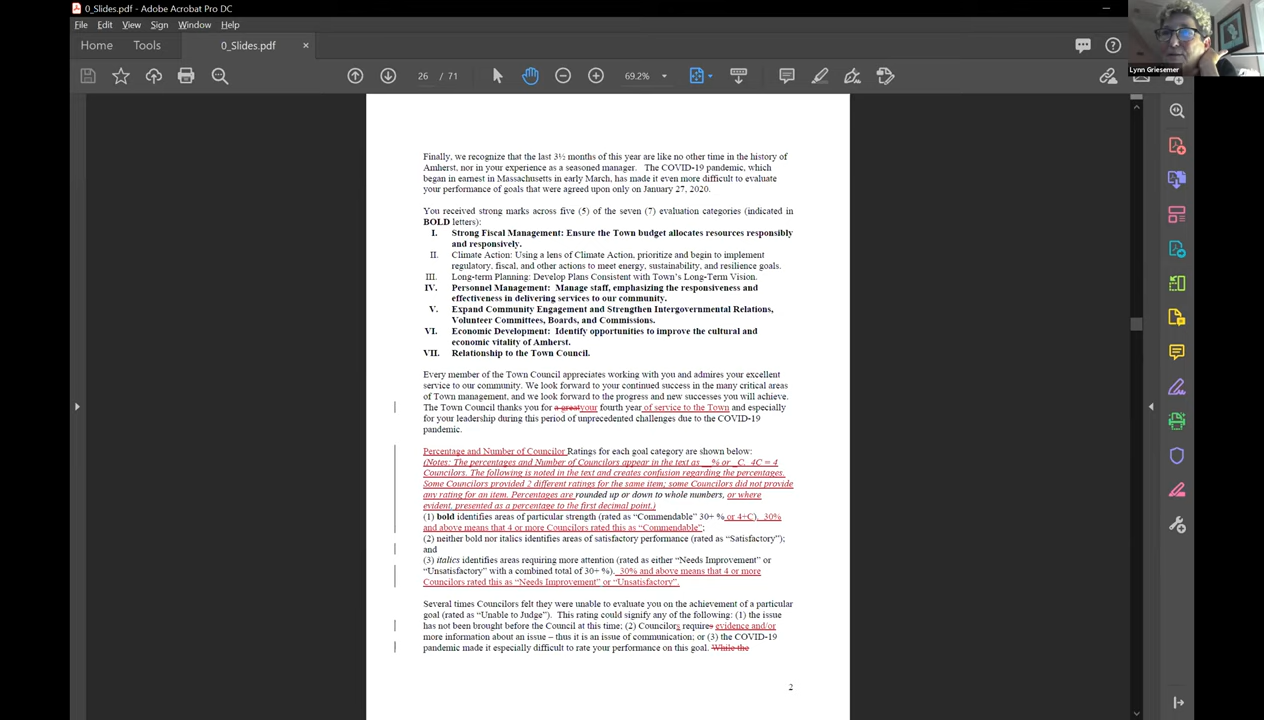 0_Slides.pdf - Adobe Acrobat Pro DC
File Edit View Sign Window Help
Home Tools 0_Slides.pdf ×
26 / 71 69.2%
Lynn Griesemer
Finally, we recognize that the last 3½ months of this year are like no other time in the history of
Amherst, nor in your experience as a seasoned manager. The COVID-19 pandemic, which
began in earnest in Massachusetts in early March, has made it even more difficult to evaluate
your performance of goals that were agreed upon only on January 27, 2020.
You received strong marks across five (5) of the seven (7) evaluation categories (indicated in
BOLD letters):
I. Strong Fiscal Management: Ensure the Town budget allocates resources responsibly
and responsively.
II. Climate Action: Using a lens of Climate Action, prioritize and begin to implement
regulatory, fiscal, and other actions to meet energy, sustainability, and resilience goals.
III. Long-term Planning: Develop Plans Consistent with Town's Long-Term Vision.
IV. Personnel Management: Manage staff, emphasizing the responsiveness and
effectiveness in delivering services to our community.
V. Expand Community Engagement and Strengthen Intergovernmental Relations,
Volunteer Committees, Boards, and Commissions.
VI. Economic Development: Identify opportunities to improve the cultural and
economic vitality of Amherst.
VII. Relationship to the Town Council.
Every member of the Town Council appreciates working with you and admires your excellent
service to our community. We look forward to your continued success in the many critical areas
of Town management, and we look forward to the progress and new successes you will achieve.
The Town Council thanks you for a greatyour fourth year of service to the Town and especially
for your leadership during this period of unprecedented challenges due to the COVID-19
pandemic.
Percentage and Number of Councilor Ratings for each goal category are shown below:
(Notes: The percentages and Number of Councilors appear in the text as __% or _C, 4C = 4
Councilors. The following is noted in the text and creates confusion regarding the percentages.
Some Councilors provided 2 different ratings for the same item; some Councilors did not provide
any rating for an item. Percentages are rounded up or down to whole numbers, or where
evident, presented as a percentage to the first decimal point.)
(1) bold identifies areas of particular strength (rated as "Commendable" 30+ % or 4+C). 30%
and above means that 4 or more Councilors rated this as "Commendable";
(2) neither bold nor italics identifies areas of satisfactory performance (rated as "Satisfactory");
and
(3) italics identifies areas requiring more attention (rated as either "Needs Improvement" or
"Unsatisfactory" with a combined total of 30+ %). 30% and above means that 4 or more
Councilors rated this as "Needs Improvement" or "Unsatisfactory".
Several times Councilors felt they were unable to evaluate you on the achievement of a particular
goal (rated as "Unable to Judge"). This rating could signify any of the following: (1) the issue
has not been brought before the Council at this time; (2) Councilors requires evidence and/or
more information about an issue – thus it is an issue of communication; or (3) the COVID-19
pandemic made it especially difficult to rate your performance on this goal. While the
2